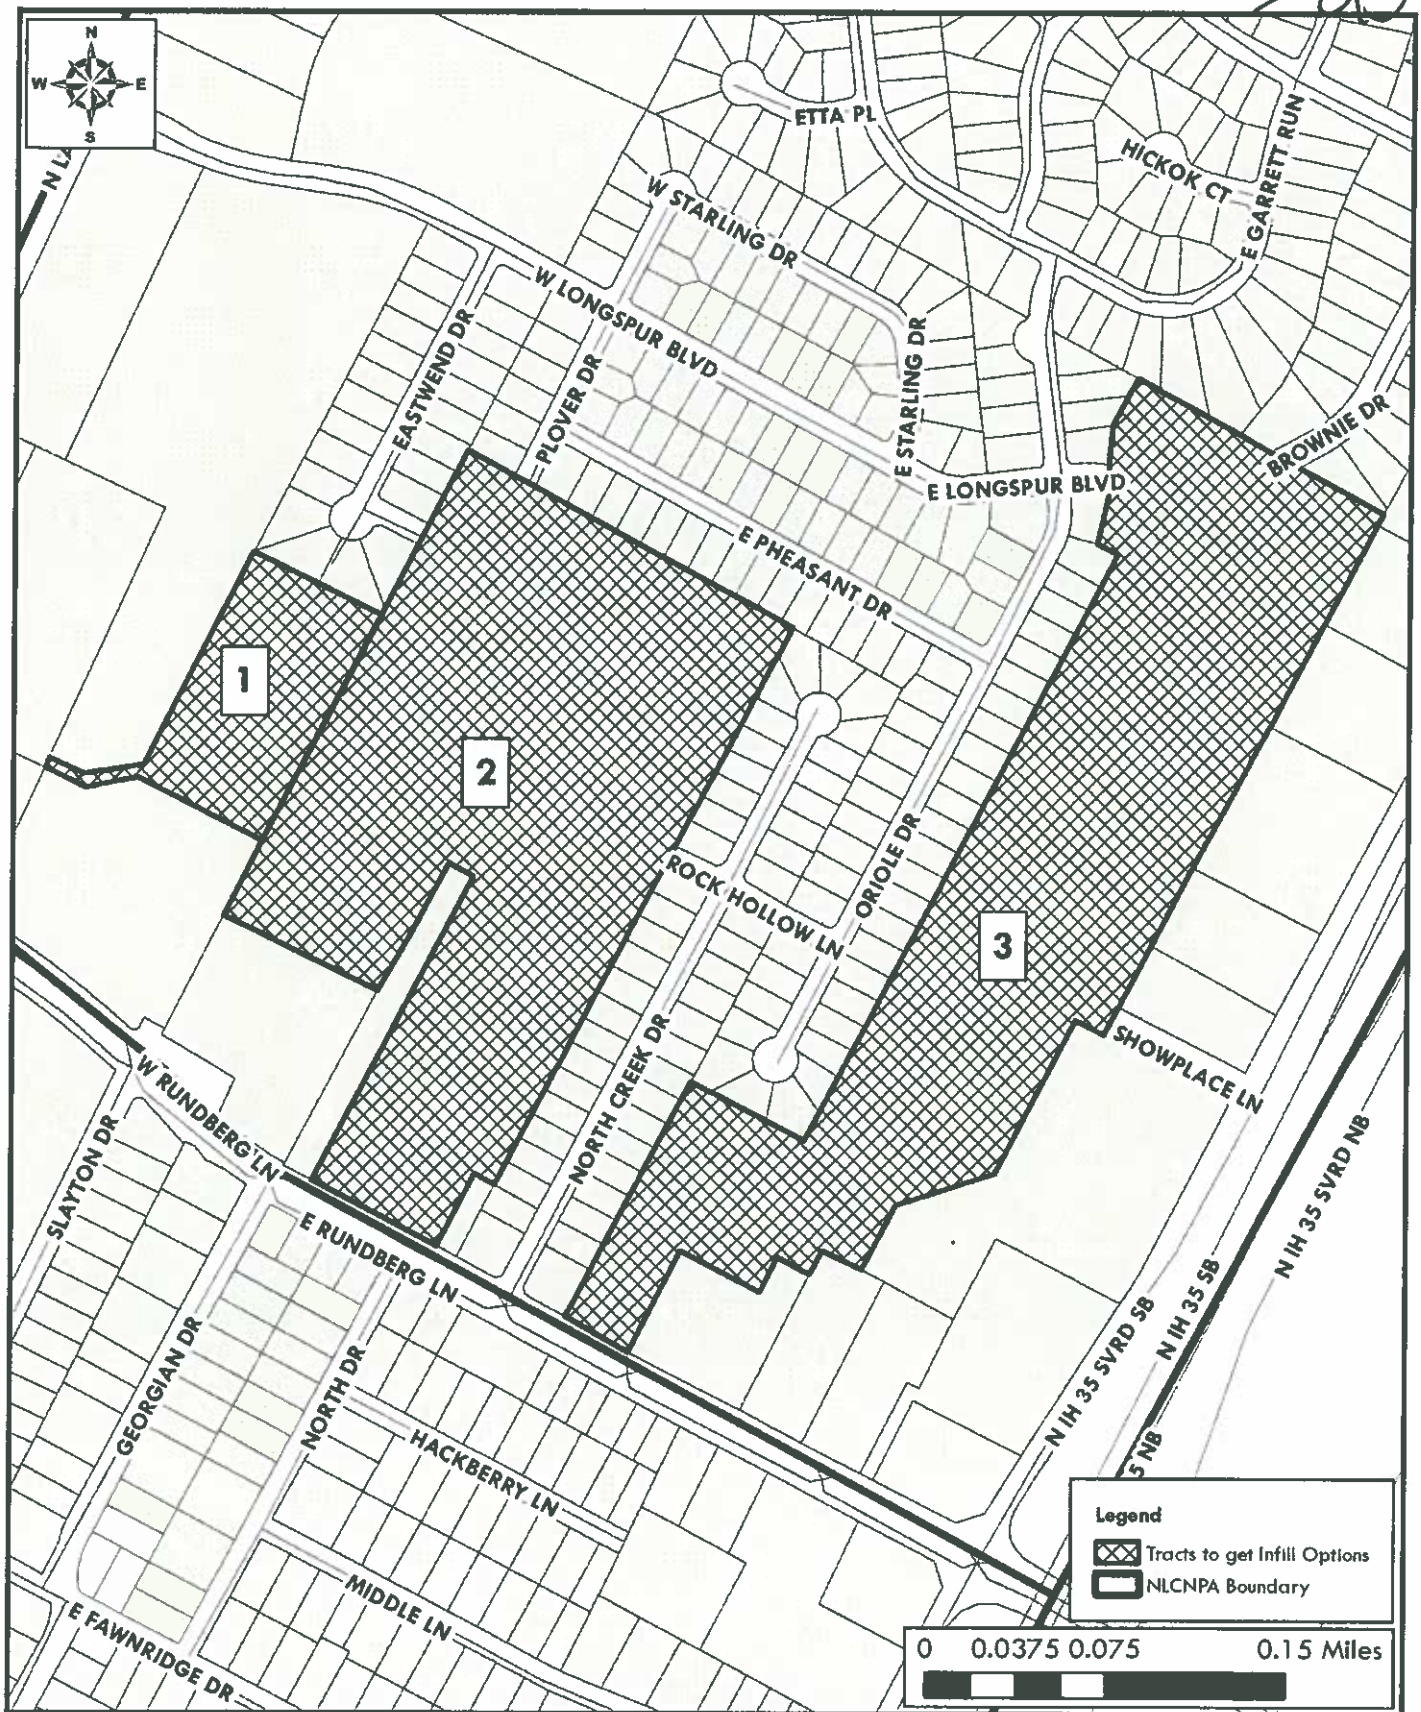 N
W E
S
N LA
ETTA PL
HICKOK CT
E GARRETT RUN
W STARLING DR
W LONGSPUR BLVD
EASTWEND DR
PLOVER DR
E STARLING DR
BROWNIE DR
E LONGSPUR BLVD
E PHEASANT DR
1
2
ROCK HOLLOW LN
ORIOLE DR
3
NORTH CREEK DR
SHOWPLACE LN
W RUNDBERG LN
SLAYTON DR
E RUNDBERG LN
N IH 35 SVRD NB
N IH 35 SB
N IH 35 SVRD SB
GEORGIAN DR
NORTH DR
HACKBERRY LN
5 NB
MIDDLE LN
E FAWNRIDGE DR
Legend
Tracts to get Infill Options
NLCNPA Boundary
0 0.0375 0.075 0.15 Miles